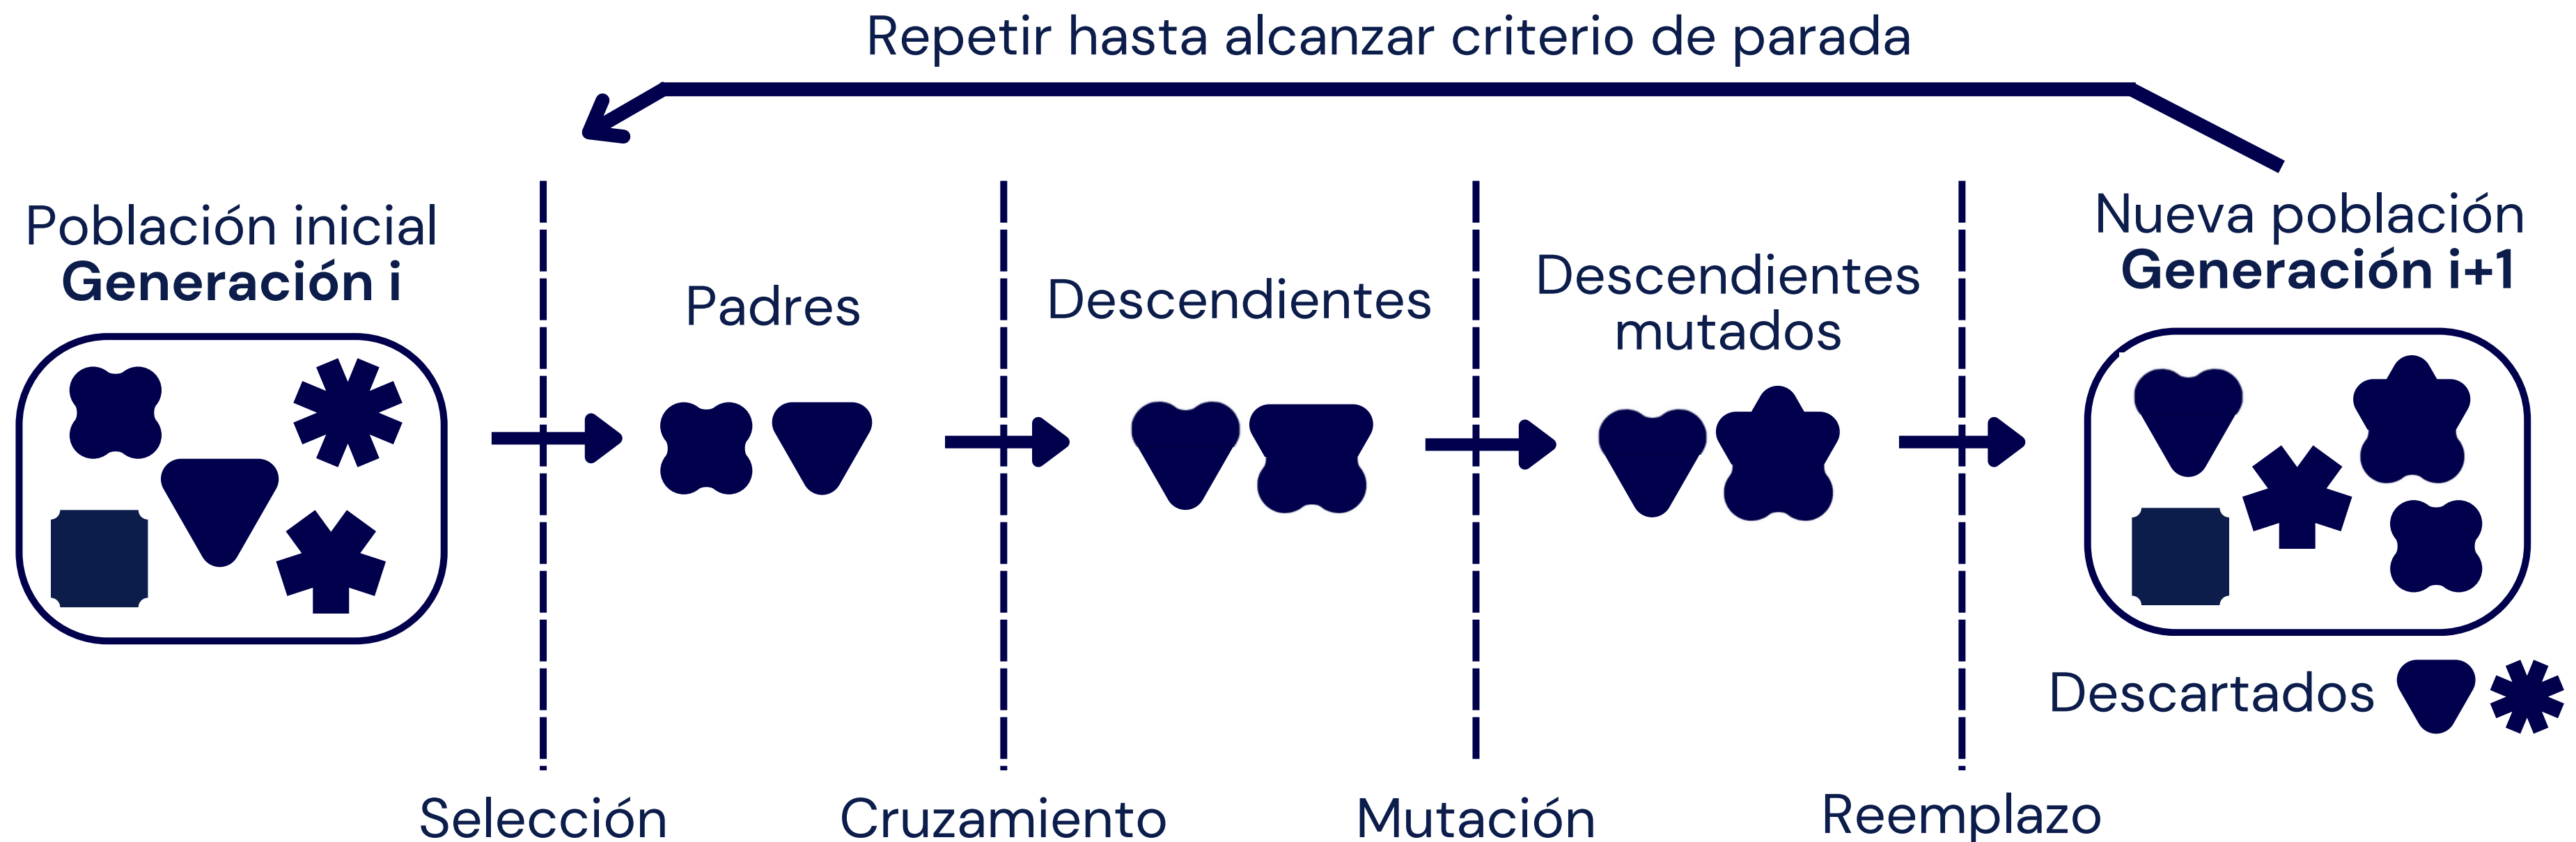 Repetir hasta alcanzar criterio de parada
Población inicial
Generación i
Padres
Descendientes
Descendientes
mutados
Nueva población
Generación i+1
Descartados
Selección
Cruzamiento
Mutación
Reemplazo